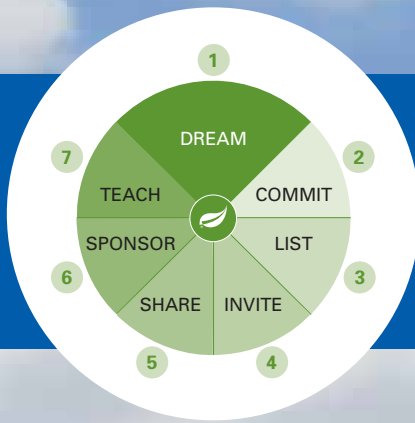 1
DREAM
7
2
TEACH
COMMIT
SPONSOR
LIST
6
3
SHARE
INVITE
5
4